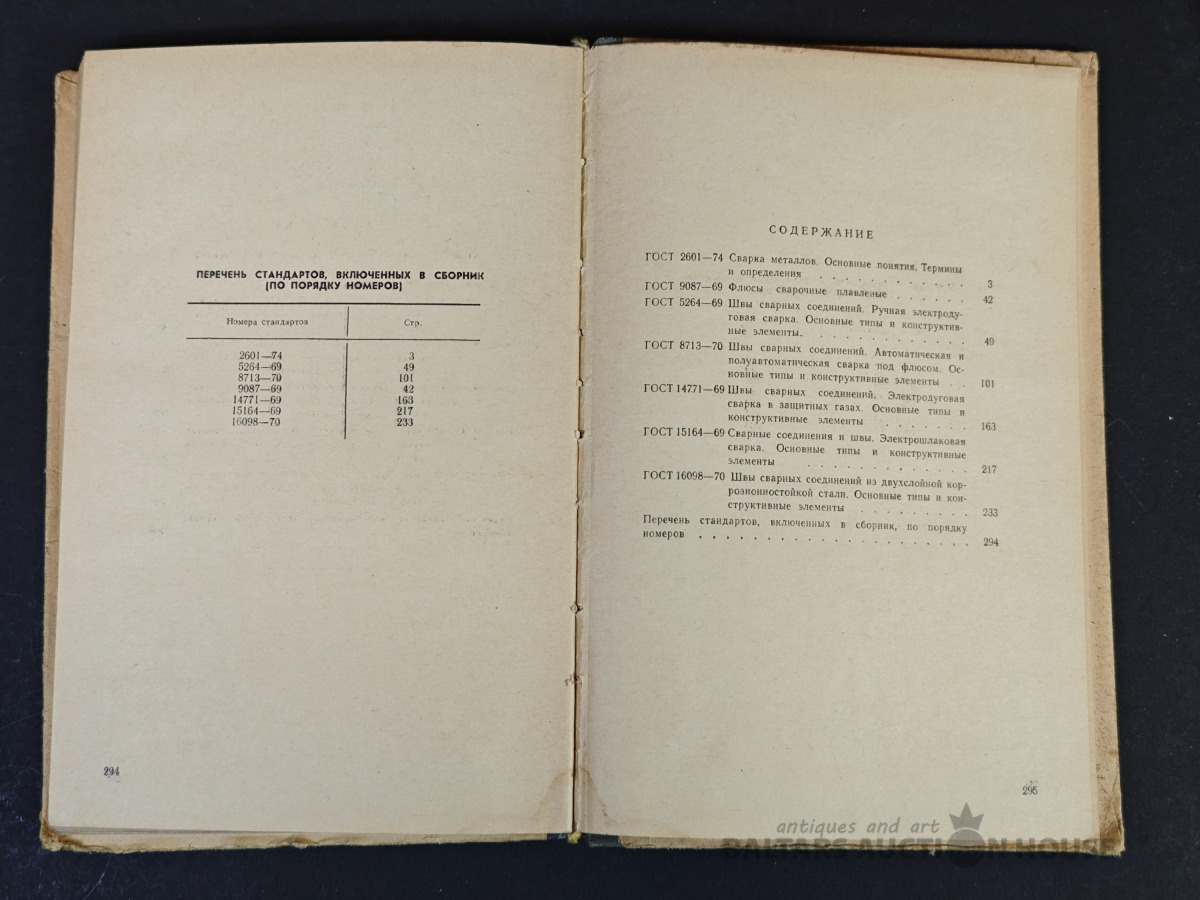 ПЕРЕЧЕНЬ СТАНДАРТОВ, ВКЛЮЧЕННЫХ В СБОРНИК
(ПО ПОРЯДКУ НОМЕРОВ)
Номера стандартов Стр.
2601—74 3
5264—69 49
8713—70 101
9087—69 42
14771—69 163
15164—69 217
16098—70 233
294
СОДЕРЖАНИЕ
ГОСТ 2601—74 Сварка металлов. Основные понятия. Термины
и определения . . . . . . . . . . . 3
ГОСТ 9087—69 Флюсы сварочные плавленые . . . . . . 42
ГОСТ 5264—69 Швы сварных соединений. Ручная электроду-
говая сварка. Основные типы и конструктив-
ные элементы. . . . . . . . . . . . 49
ГОСТ 8713—70 Швы сварных соединений. Автоматическая и
полуавтоматическая сварка под флюсом. Ос-
новные типы и конструктивные элементы . . 101
ГОСТ 14771—69 Швы сварных соединений. Электродуговая
сварка в защитных газах. Основные типы и
конструктивные элементы . . . . . . . 163
ГОСТ 15164—69 Сварные соединения и швы. Электрошлаковая
сварка. Основные типы и конструктивные
элементы . . . . . . . . . . . . . 217
ГОСТ 16098—70 Швы сварных соединений из двухслойной кор-
розионностойкой стали. Основные типы и кон-
структивные элементы . . . . . . . . . 233
Перечень стандартов, включенных в сборник, по порядку
номеров . . . . . . . . . . . . . . . . . . . . 294
295
antiques and art
BALTARS AUCTION HOUSE